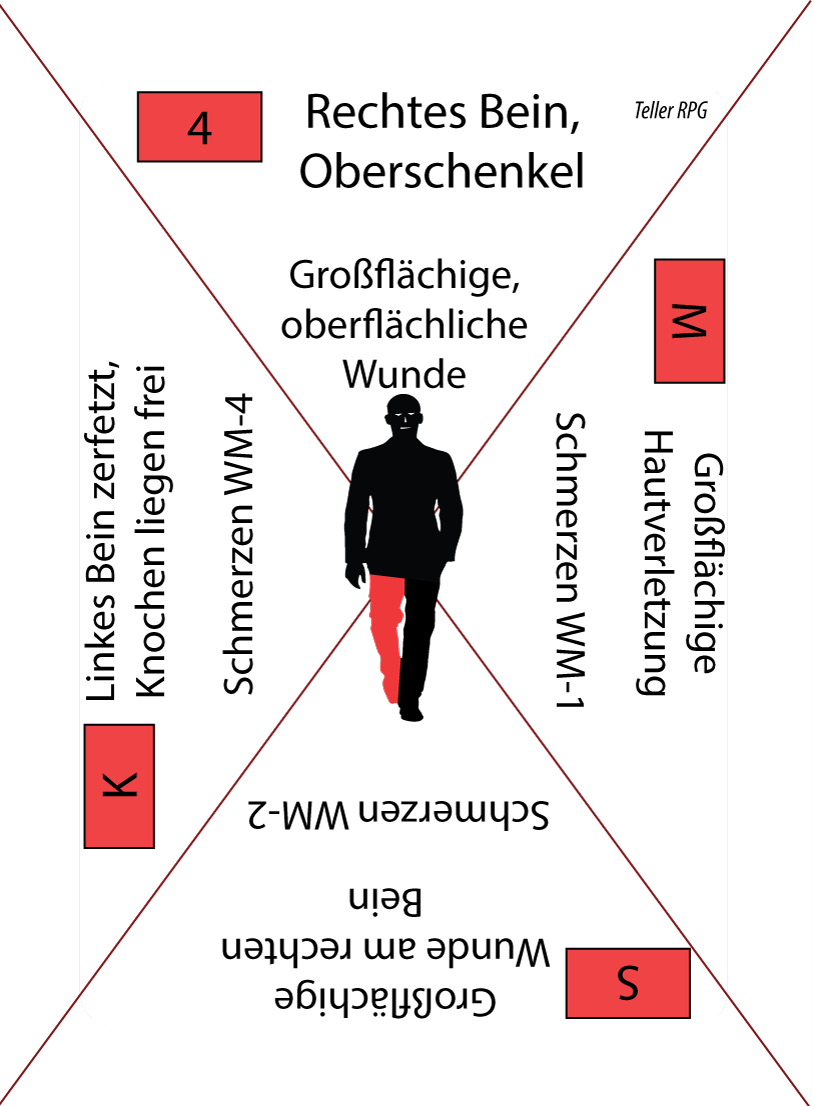 4
Rechtes Bein,
Oberschenkel
Teller RPG
Großflächige,
oberflächliche
Wunde
M
Großflächige
Hautverletzung
Schmerzen WM-1
S
Großflächige
Wunde am rechten
Bein
Schmerzen WM-2
K
Linkes Bein zerfetzt,
Knochen liegen frei
Schmerzen WM-4